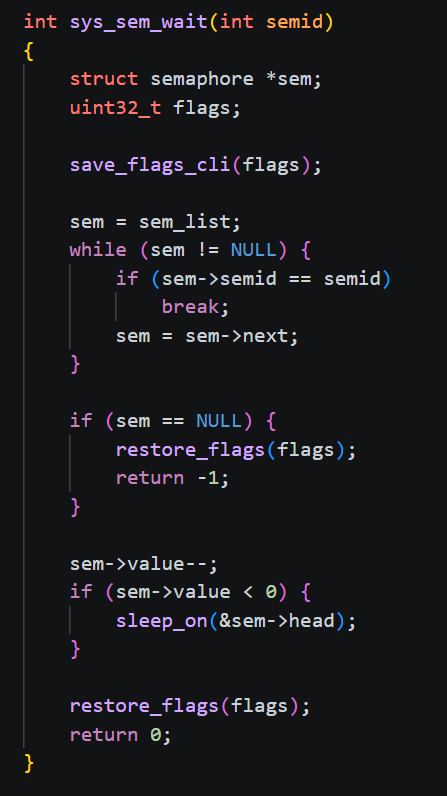 int sys_sem_wait(int semid)
{
    struct semaphore *sem;
    uint32_t flags;

    save_flags_cli(flags);

    sem = sem_list;
    while (sem != NULL) {
        if (sem->semid == semid)
            break;
        sem = sem->next;
    }

    if (sem == NULL) {
        restore_flags(flags);
        return -1;
    }

    sem->value--;
    if (sem->value < 0) {
        sleep_on(&sem->head);
    }

    restore_flags(flags);
    return 0;
}